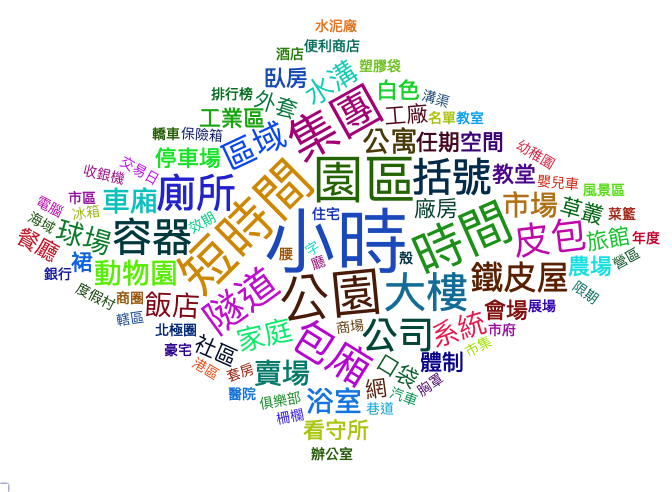 水泥廠
酒店
便利商店
臥房
水溝
塑膠袋
排行榜
外套
集團
白色
溝渠
工業區
工廠
名單
教室
轎車
保險箱
區域
公寓
任期
空間
停車場
幼稚園
交易日
收銀機
廁所
短時間
園區
括號
教堂
嬰兒車
風景區
市區
車廂
電腦
冰箱
效期
住宅
廠房
市場
草叢
菜籃
海域
球場
容器
小時
時間
皮包
旅館
年度
餐廳
裙
腰
字
廳
殼
營區
銀行
動物園
隧道
公園
大樓
鐵皮屋
農場
限期
度假村
商圈
飯店
會場
展場
轄區
北極圈
家庭
包廂
商場
公司
系統
市府
豪宅
社區
體制
市集
港區
套房
賣場
口袋
胸罩
醫院
俱樂部
浴室
網
汽車
柵欄
巷道
看守所
辦公室